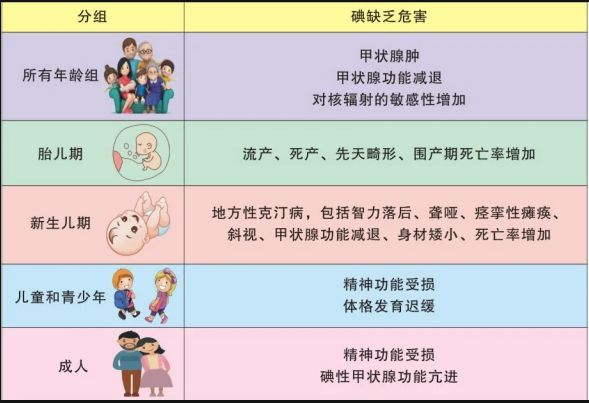 分组
碘缺乏危害
所有年龄组
甲状腺肿
甲状腺功能减退
对核辐射的敏感性增加
胎儿期
流产、死产、先天畸形、围产期死亡率增加
新生儿期
地方性克汀病，包括智力落后、聋哑、痉挛性瘫痪、
斜视、甲状腺功能减退、身材矮小、死亡率增加
儿童和青少年
精神功能受损
体格发育迟缓
成人
精神功能受损
碘性甲状腺功能亢进